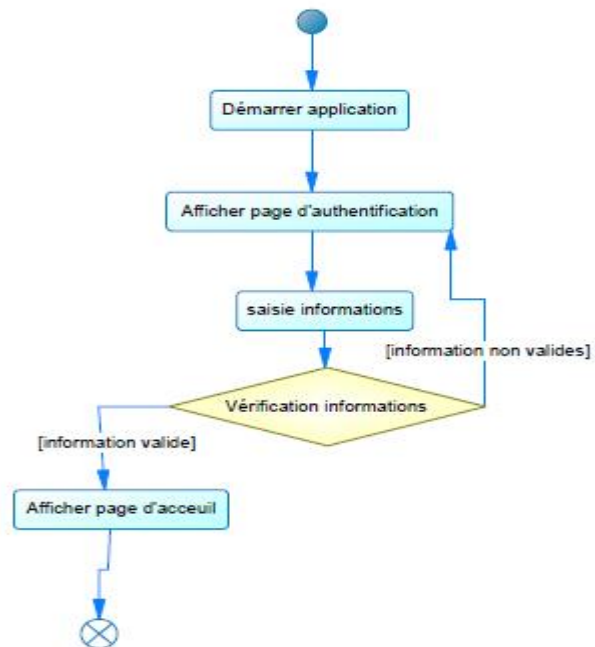 Démarrer application
Afficher page d'authentification
saisie informations
[information non valides]
Vérification informations
[information valide]
Afficher page d'acceuil